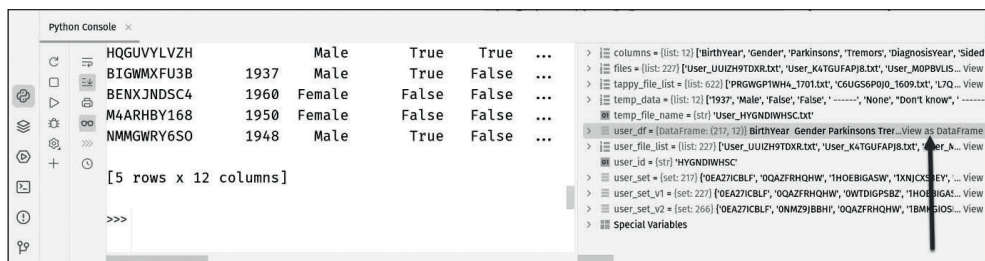 Python Console ×
HQGUVYLVZH Male True True ...
BIGWMXFU3B 1937 Male True False ...
BENXJNDSC4 1960 Female False False ...
M4ARHBY168 1950 Female False False ...
NMMGWRY6SO 1948 Male True False ...
[5 rows x 12 columns]
>>>
columns = {list: 12} ['BirthYear', 'Gender', 'Parkinsons', 'Tremors', 'DiagnosisYear', 'Sided
files = {list: 227} ['User_UUIZH9TDXR.txt', 'User_K4TGUFAPJ8.txt', 'User_M0PBVLIS... View
tappy_file_list = {list: 622} ['PRGWGP1WH4_1701.txt', 'C6UGS6P0J0_1609.txt', 'L7Q... View
temp_data = {list: 12} ['1937', 'Male', 'False', 'False', ' ------', 'None', "Don't know", ' ------
temp_file_name = {str} 'User_HYGNDIWHSC.txt'
user_df = {DataFrame: (217, 12)} BirthYear Gender Parkinsons Trer...View as DataFrame
user_file_list = {list: 227} ['User_UUIZH9TDXR.txt', 'User_K4TGUFAPJ8.txt', 'User_M... View
user_id = {str} 'HYGNDIWHSC'
user_set = {set: 217} {'0EA27ICBLF', '0QAZFRHQHW', '1HOEBIGASW', '1XNJCXS3EY', ... View
user_set_v1 = {set: 227} {'0EA27ICBLF', '0QAZFRHQHW', '0WTDIGPSBZ', '1HOEBIGAS... View
user_set_v2 = {set: 266} {'0EA27ICBLF', '0NMZ9JBBHI', '0QAZFRHQHW', '1BMKGIOS... View
Special Variables